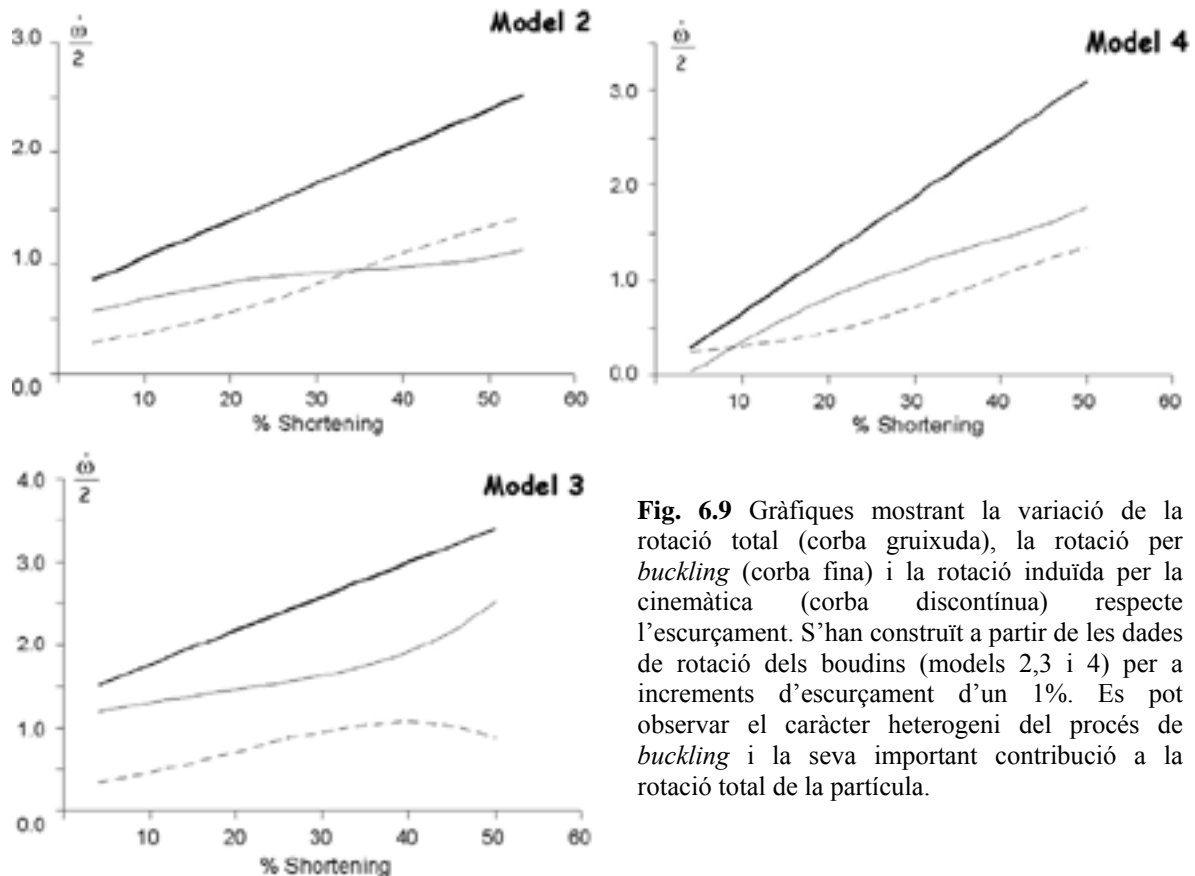 Model 2
3.0
ω̇
2
2.0
1.0
0.0
10 20 30 40 50 60
% Shortening
Model 4
ω̇
2
3.0
2.0
1.0
0.0
10 20 30 40 50 60
% Shortening
Model 3
4.0
ω̇
2
3.0
2.0
1.0
0.0
10 20 30 40 50 60
% Shortening
Fig. 6.9 Gràfiques mostrant la variació de la
rotació total (corba gruixuda), la rotació per
buckling (corba fina) i la rotació induïda per la
cinemàtica (corba discontínua) respecte
l’escurçament. S’han construït a partir de les dades
de rotació dels boudins (models 2,3 i 4) per a
increments d’escurçament d’un 1%. Es pot
observar el caràcter heterogeni del procés de
buckling i la seva important contribució a la
rotació total de la partícula.